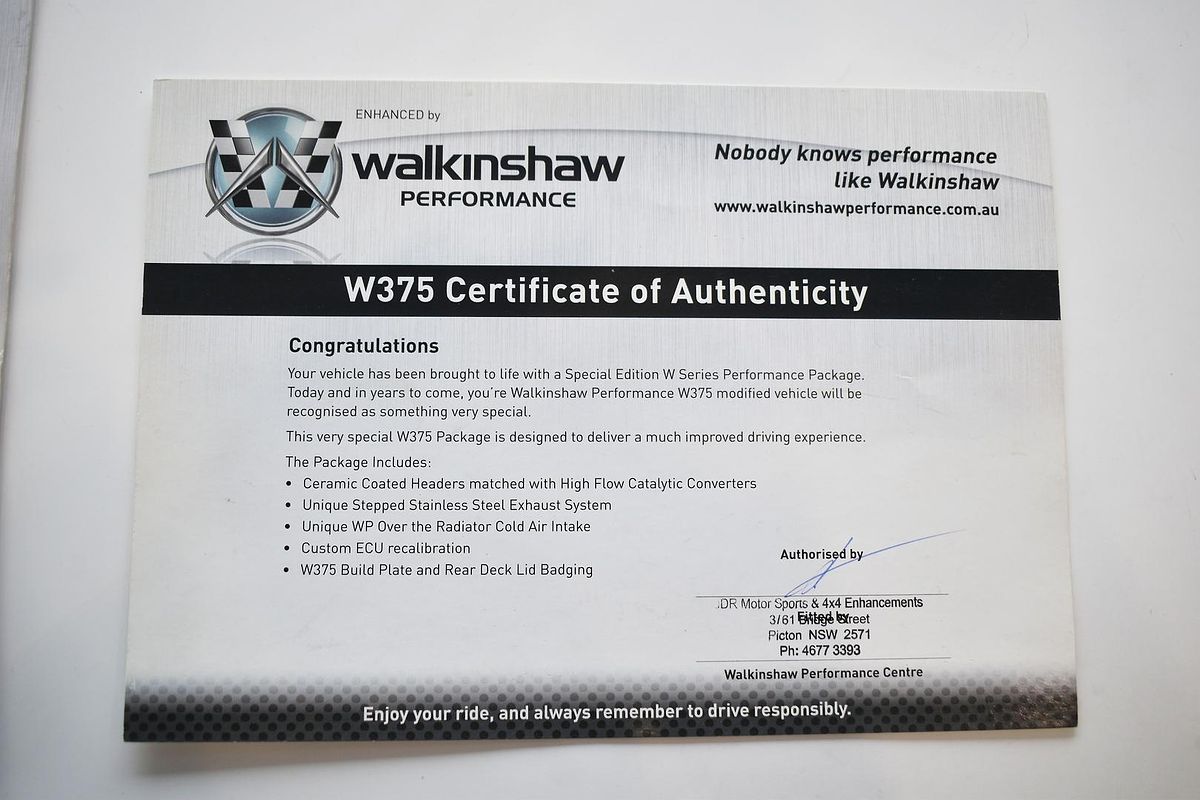 ENHANCED by
walkinshaw
PERFORMANCE
Nobody knows performance
like Walkinshaw
www.walkinshawperformance.com.au
W375 Certificate of Authenticity
Congratulations
Your vehicle has been brought to life with a Special Edition W Series Performance Package.
Today and in years to come, you're Walkinshaw Performance W375 modified vehicle will be
recognised as something very special.
This very special W375 Package is designed to deliver a much improved driving experience.
The Package Includes:
• Ceramic Coated Headers matched with High Flow Catalytic Converters
• Unique Stepped Stainless Steel Exhaust System
• Unique WP Over the Radiator Cold Air Intake
• Custom ECU recalibration
• W375 Build Plate and Rear Deck Lid Badging
Authorised by
Motor Sports & 4x4 Enhancements
Fitted by
3/61 Bridge Street
Picton NSW 2571
Ph: 4677 3393
Walkinshaw Performance Centre
Enjoy your ride, and always remember to drive responsibly.